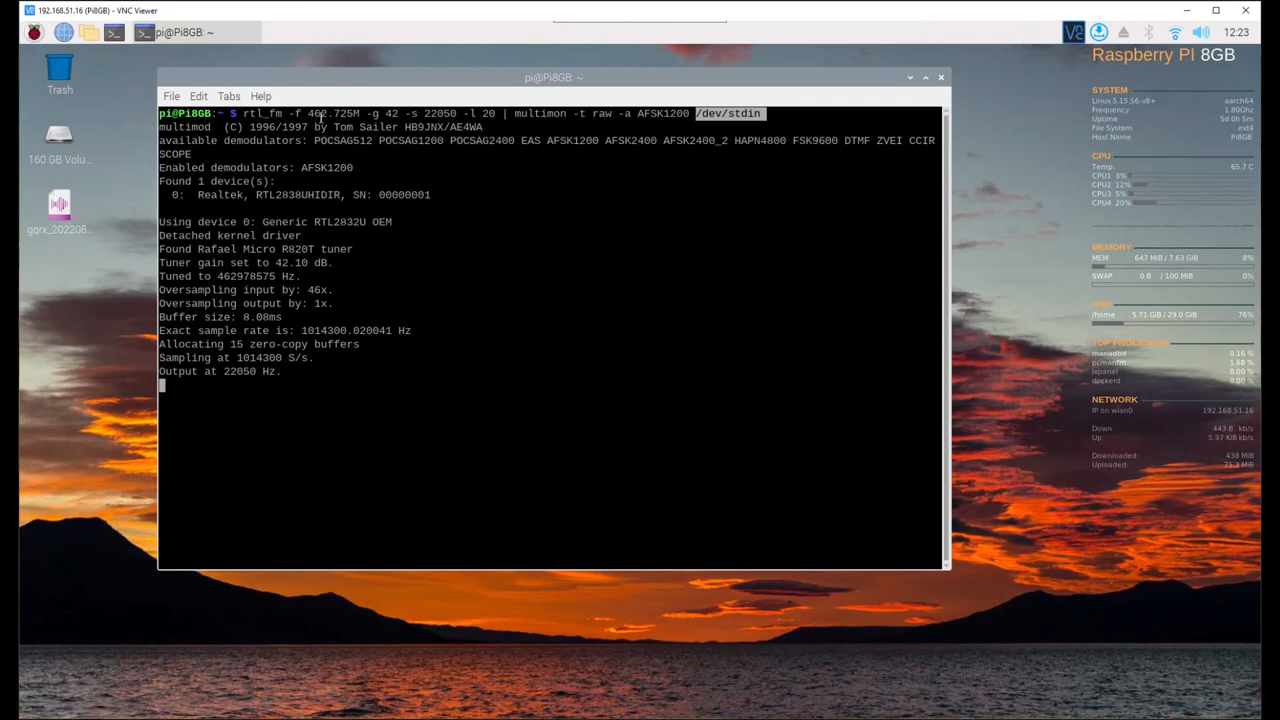 192.168.51.16 (Pi8GB) - VNC Viewer
pi@Pi8GB: ~
12:23
Trash
160 GB Volu...
gqrx_202208...
pi@Pi8GB: ~
File Edit Tabs Help
pi@Pi8GB:~ $ rtl_fm -f 462.725M -g 42 -s 22050 -l 20 | multimon -t raw -a AFSK1200 /dev/stdin
multimod  (C) 1996/1997 by Tom Sailer HB9JNX/AE4WA
available demodulators: POCSAG512 POCSAG1200 POCSAG2400 EAS AFSK1200 AFSK2400 AFSK2400_2 HAPN4800 FSK9600 DTMF ZVEI CCIR
SCOPE
Enabled demodulators: AFSK1200
Found 1 device(s):
  0:  Realtek, RTL2838UHIDIR, SN: 00000001
Using device 0: Generic RTL2832U OEM
Detached kernel driver
Found Rafael Micro R820T tuner
Tuner gain set to 42.10 dB.
Tuned to 462978575 Hz.
Oversampling input by: 46x.
Oversampling output by: 1x.
Buffer size: 8.08ms
Exact sample rate is: 1014300.020041 Hz
Allocating 15 zero-copy buffers
Sampling at 1014300 S/s.
Output at 22050 Hz.
Raspberry PI 8GB
SYSTEM
Linux 5.15.56-v8+ aarch64
Frequency 1.80Ghz
Uptime 5d 0h 5m
File System ext4
Host Name Pi8GB
CPU
Temp: 65.7 C
CPU1 3%
CPU2 12%
CPU3 5%
CPU4 20%
MEMORY
MEM 647 MiB / 7.63 GiB 8%
SWAP 0 B / 100 MiB 0%
HDD
/home 5.71 GiB / 29.0 GiB 76%
TOP PROCESSES
0.16 %
pcmanfm 1.68 %
lxpanel 0.00 %
dockerd 0.00 %
NETWORK
IP on wlan0 192.168.51.16
Down 443 B kb/s
Up 5.97 KiB kb/s
Downloaded: 438 MiB
Uploaded: 75.3 MiB